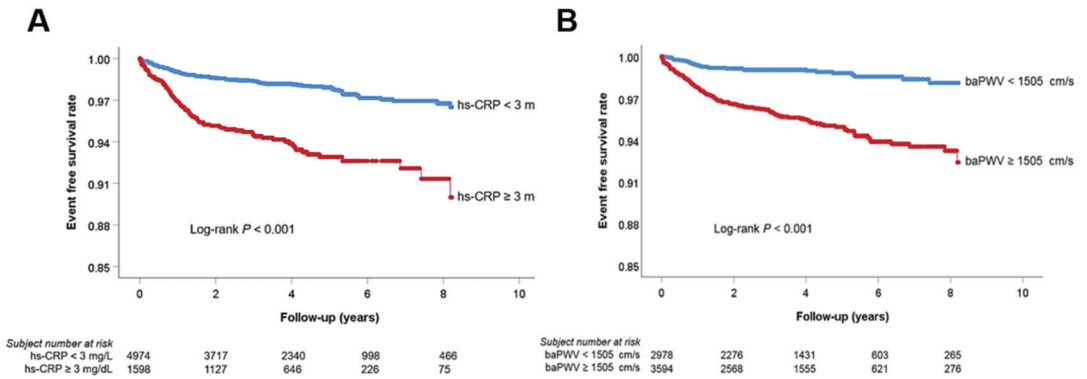 A
Event free survival rate
1.00
0.97
0.94
0.91
0.88
0.85
hs-CRP < 3 m
hs-CRP ≥ 3 m
Log-rank P < 0.001
0 2 4 6 8 10
Follow-up (years)
Subject number at risk
hs-CRP < 3 mg/L 4974 3717 2340 998 466
hs-CRP ≥ 3 mg/dL 1598 1127 646 226 75
B
Event free survival rate
1.00
0.97
0.94
0.91
0.88
0.85
baPWV < 1505 cm/s
baPWV ≥ 1505 cm/s
Log-rank P < 0.001
0 2 4 6 8 10
Follow-up (years)
Subject number at risk
baPWV < 1505 cm/s 2978 2276 1431 603 265
baPWV ≥ 1505 cm/s 3594 2568 1555 621 276